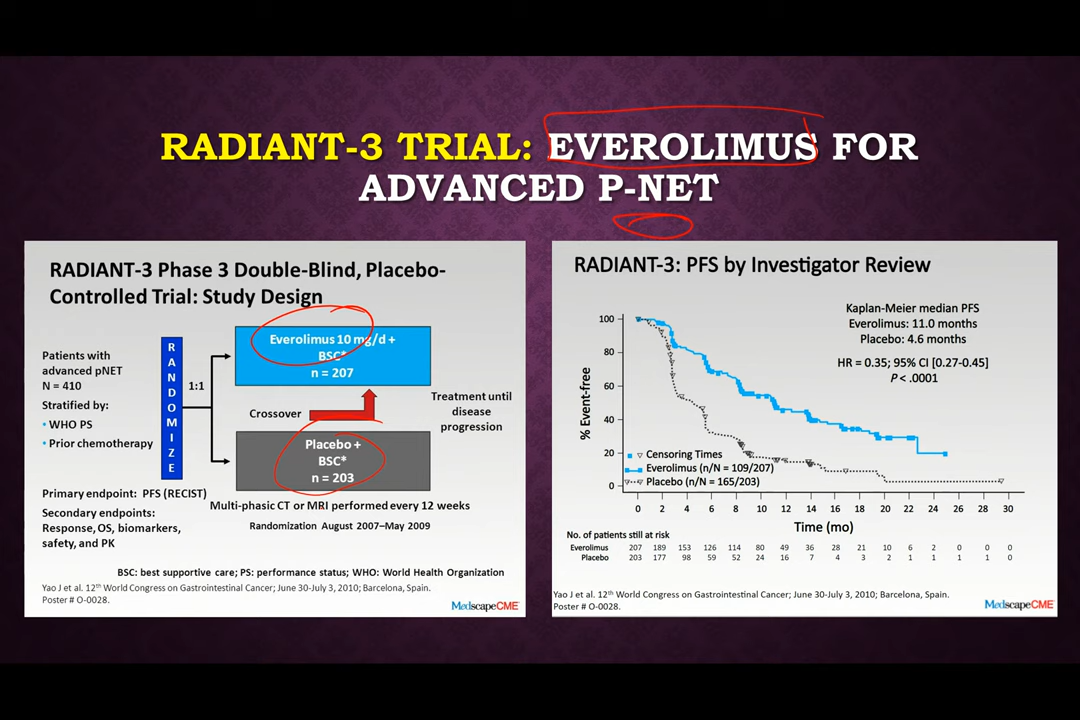 RADIANT-3 TRIAL: EVEROLIMUS FOR
ADVANCED P-NET
RADIANT-3 Phase 3 Double-Blind, Placebo-
Controlled Trial: Study Design
Patients with
advanced pNET
N = 410
Stratified by:
• WHO PS
• Prior chemotherapy
R
A
N
D
O
M
I
Z
E
1:1
Everolimus 10 mg/d +
BSC*
n = 207
Crossover
Placebo +
BSC*
n = 203
Treatment until
disease
progression
Primary endpoint: PFS (RECIST)
Secondary endpoints:
Response, OS, biomarkers,
safety, and PK
Multi-phasic CT or MRI performed every 12 weeks
Randomization August 2007–May 2009
BSC: best supportive care; PS: performance status; WHO: World Health Organization
Yao J et al. 12th World Congress on Gastrointestinal Cancer; June 30-July 3, 2010; Barcelona, Spain.
Poster # O-0028.
MedscapeCME
RADIANT-3: PFS by Investigator Review
Kaplan-Meier median PFS
Everolimus: 11.0 months
Placebo: 4.6 months
HR = 0.35; 95% CI [0.27-0.45]
P < .0001
% Event-free
100
80
60
40
20
0
Censoring Times
Everolimus (n/N = 109/207)
Placebo (n/N = 165/203)
0 2 4 6 8 10 12 14 16 18 20 22 24 26 28 30
Time (mo)
No. of patients still at risk
Everolimus 207 189 153 126 114 80 49 36 28 21 10 6 2 0 0 0
Placebo 203 177 98 59 52 24 16 7 4 3 2 1 1 1 1 0
Yao J et al. 12th World Congress on Gastrointestinal Cancer; June 30-July 3, 2010; Barcelona, Spain.
Poster # O-0028.
MedscapeCME